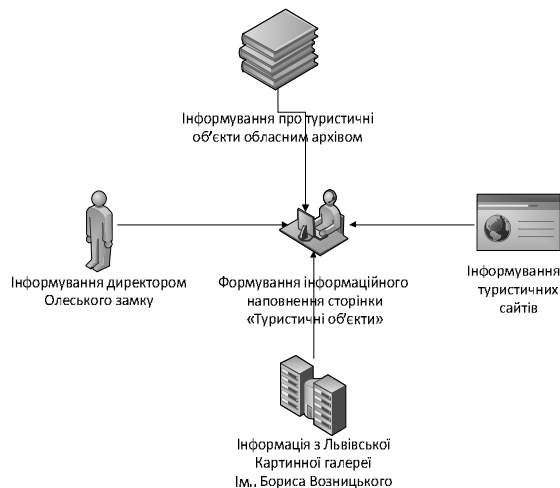 Інформування про туристичні
об'єкти обласним архівом
Інформування директором
Олеського замку
Формування інформаційного
наповнення сторінки
«Туристичні об'єкти»
Інформування
туристичних
сайтів
Інформація з Львівської
Картинної галереї
Ім,, Бориса Возницького